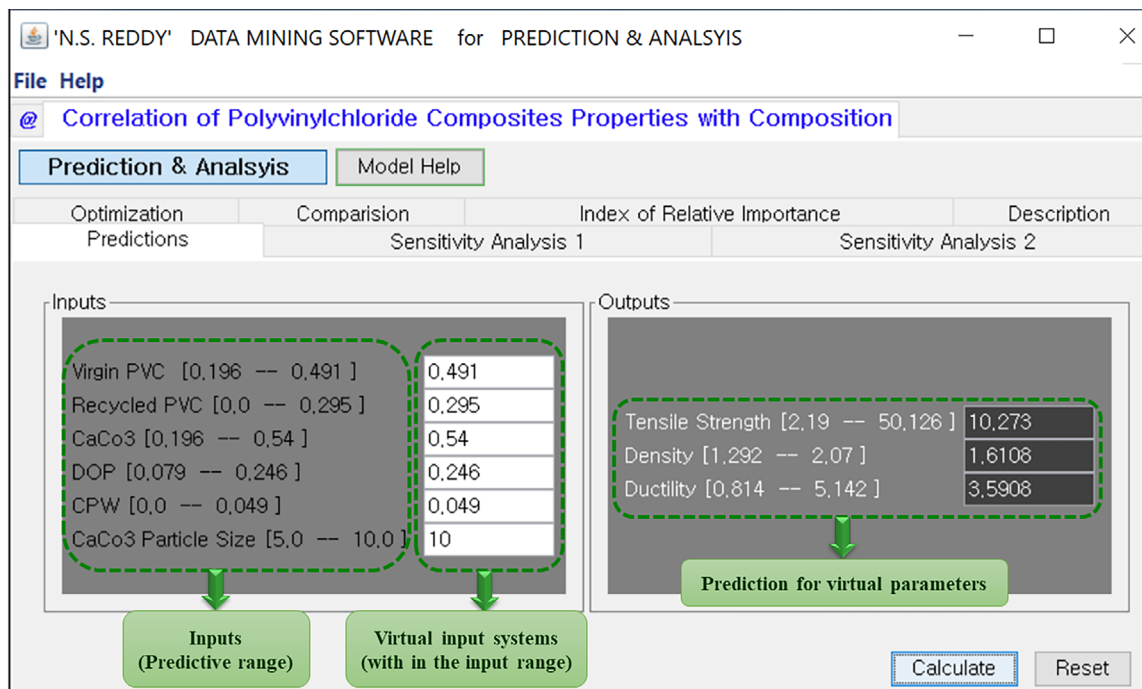 'N.S. REDDY' DATA MINING SOFTWARE for PREDICTION & ANALSYIS
File Help
@ Correlation of Polyvinylchloride Composites Properties with Composition
Prediction & Analsyis Model Help
Optimization Comparision Index of Relative Importance Description
Predictions Sensitivity Analysis 1 Sensitivity Analysis 2
Inputs
Virgin PVC [0,196 -- 0,491 ] 0,491
Recycled PVC [0,0 -- 0,295 ] 0,295
CaCo3 [0,196 -- 0,54 ] 0,54
DOP [0,079 -- 0,246 ] 0,246
CPW [0,0 -- 0,049 ] 0,049
CaCo3 Particle Size [5,0 -- 10,0 ] 10
Outputs
Tensile Strength [2,19 -- 50,126 ] 10,273
Density [1,292 -- 2,07 ] 1,6108
Ductility [0,814 -- 5,142 ] 3,5908
Inputs
(Predictive range)
Virtual input systems
(with in the input range)
Prediction for virtual parameters
Calculate Reset